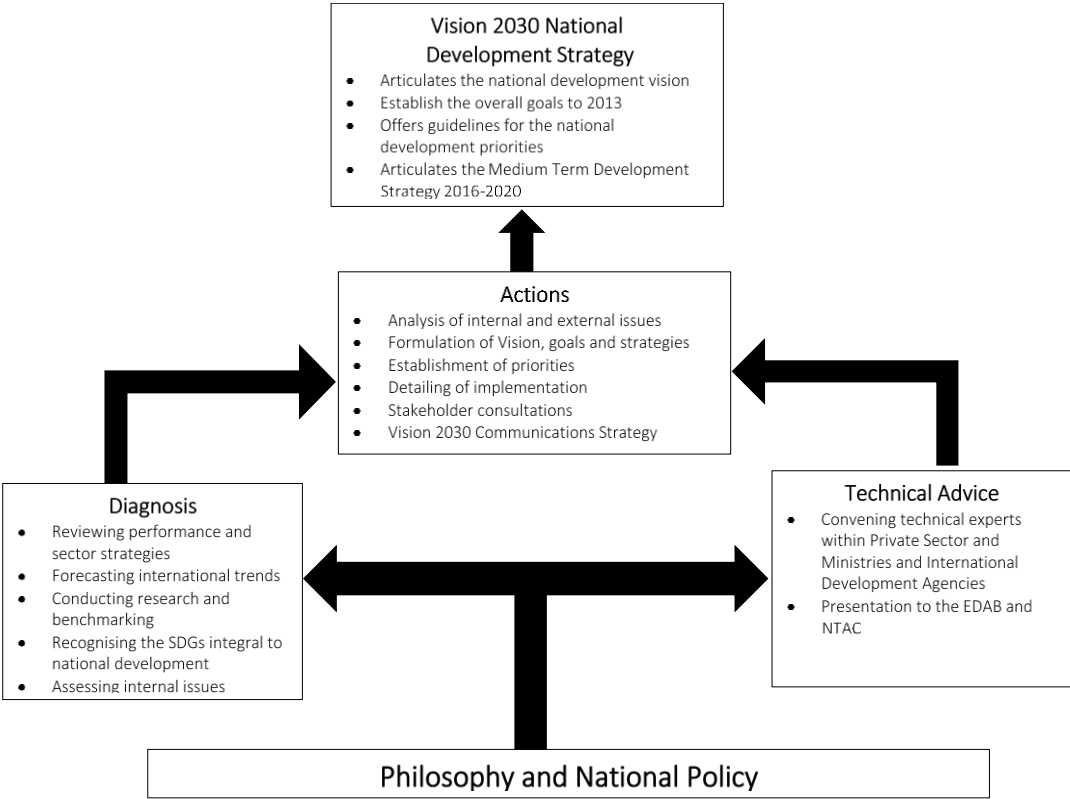 Vision 2030 National
Development Strategy
• Articulates the national development vision
• Establish the overall goals to 2013
• Offers guidelines for the national
development priorities
• Articulates the Medium Term Development
Strategy 2016-2020
Actions
• Analysis of internal and external issues
• Formulation of Vision, goals and strategies
• Establishment of priorities
• Detailing of implementation
• Stakeholder consultations
• Vision 2030 Communications Strategy
Diagnosis
• Reviewing performance and
sector strategies
• Forecasting international trends
• Conducting research and
benchmarking
• Recognising the SDGs integral to
national development
• Assessing internal issues
Technical Advice
• Convening technical experts
within Private Sector and
Ministries and International
Development Agencies
• Presentation to the EDAB and
NTAC
Philosophy and National Policy